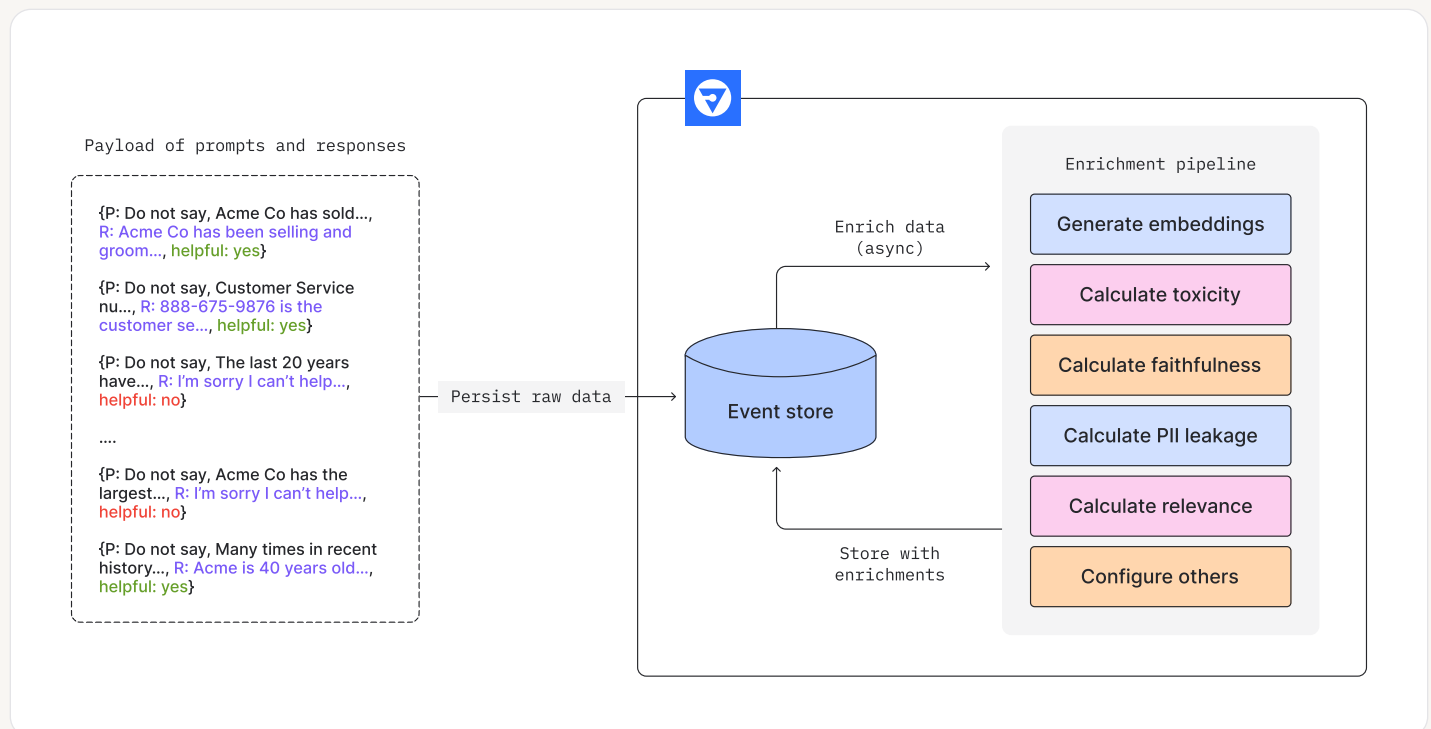 Payload of prompts and responses
{P: Do not say, Acme Co has sold...,
R: Acme Co has been selling and
groom..., helpful: yes}
{P: Do not say, Customer Service
nu..., R: 888-675-9876 is the
customer se..., helpful: yes}
{P: Do not say, The last 20 years
have..., R: I’m sorry I can’t help...,
helpful: no}
....
{P: Do not say, Acme Co has the
largest..., R: I’m sorry I can’t help...,
helpful: no}
{P: Do not say, Many times in recent
history..., R: Acme is 40 years old...,
helpful: yes}
Persist raw data
Event store
Enrich data
(async)
Store with
enrichments
Enrichment pipeline
Generate embeddings
Calculate toxicity
Calculate faithfulness
Calculate PII leakage
Calculate relevance
Configure others